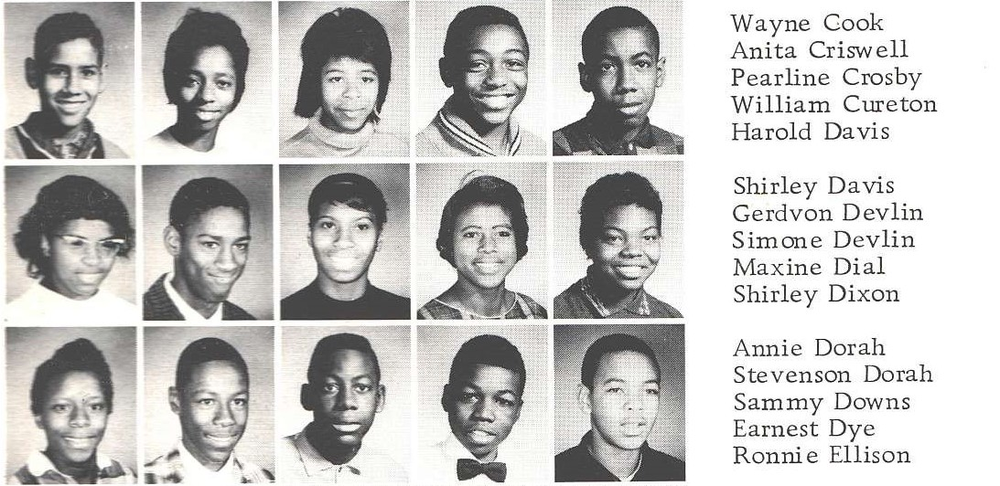 Wayne Cook
Anita Criswell
Pearline Crosby
William Cureton
Harold Davis
Shirley Davis
Gerdvon Devlin
Simone Devlin
Maxine Dial
Shirley Dixon
Annie Dorah
Stevenson Dorah
Sammy Downs
Earnest Dye
Ronnie Ellison